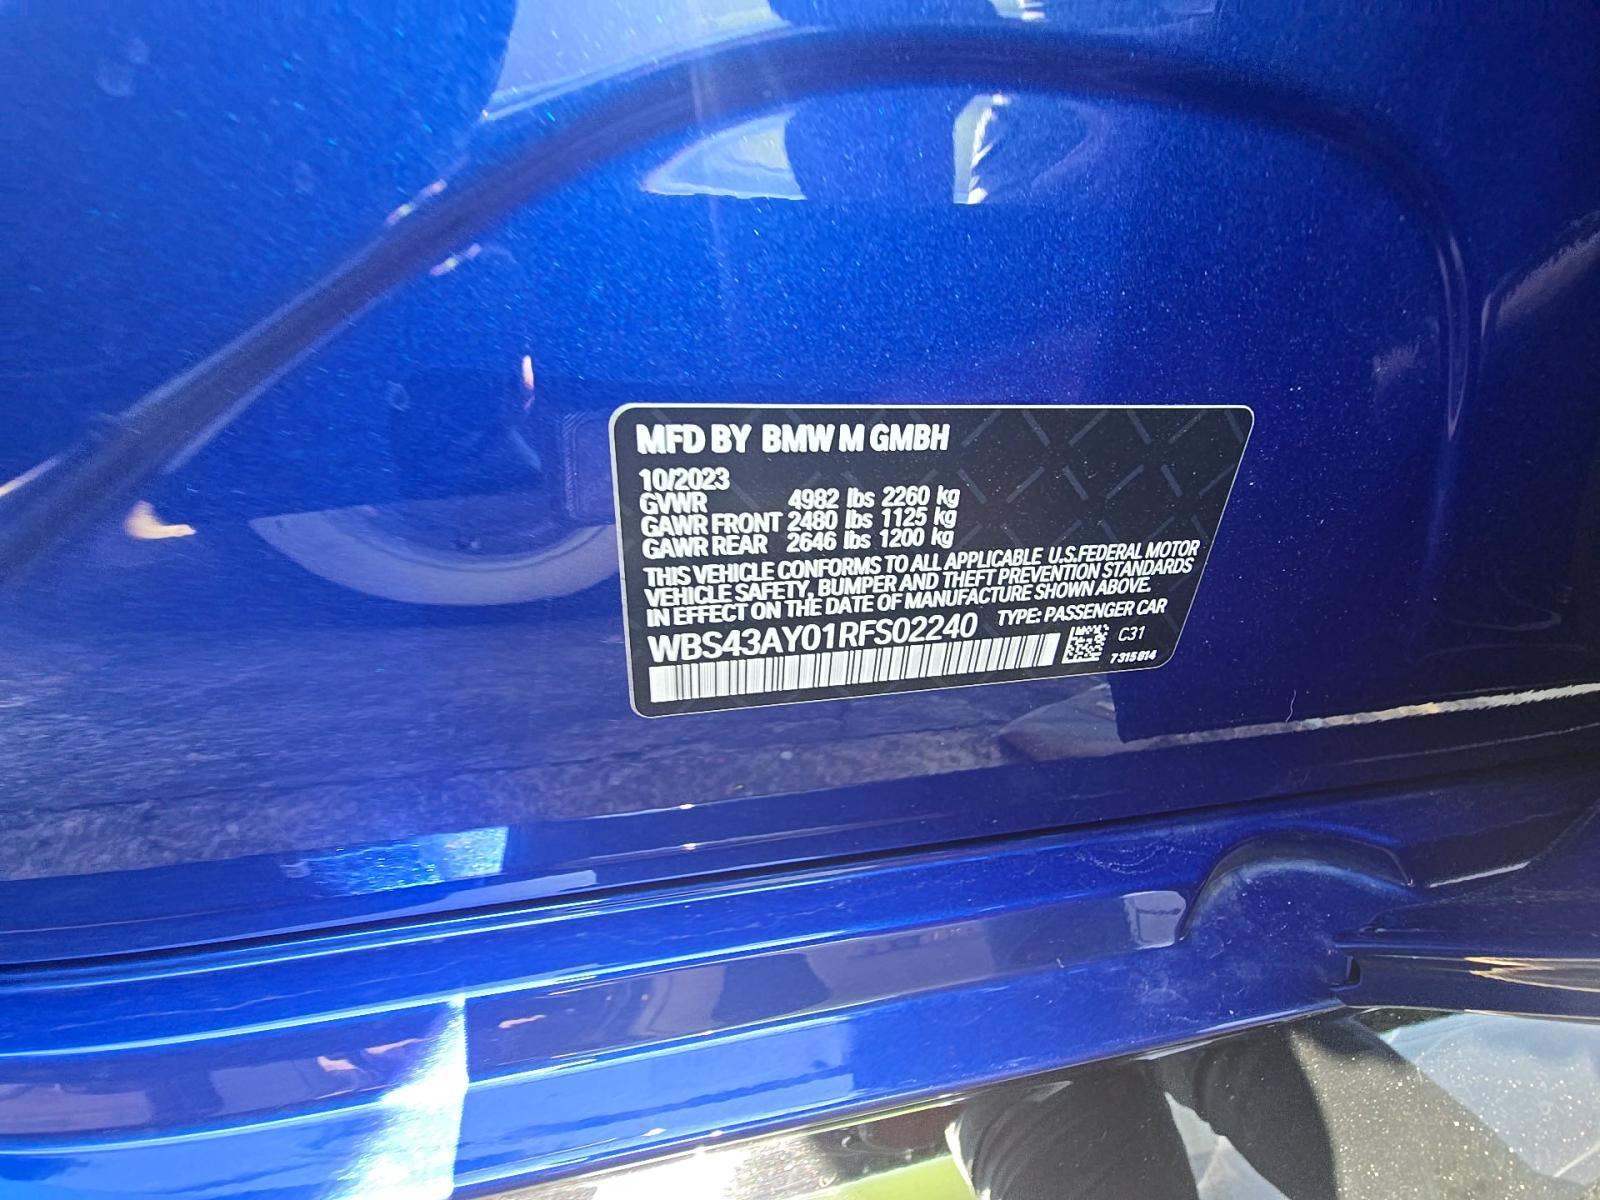 MFD BY BMW M GMBH
10/2023
GVWR 4982 lbs 2260 kg
GAWR FRONT 2480 lbs 1125 kg
GAWR REAR 2646 lbs 1200 kg
THIS VEHICLE CONFORMS TO ALL APPLICABLE U.S.FEDERAL MOTOR
VEHICLE SAFETY, BUMPER AND THEFT PREVENTION STANDARDS
IN EFFECT ON THE DATE OF MANUFACTURE SHOWN ABOVE.
WBS43AY01RFS02240 TYPE: PASSENGER CAR
C31
7315814